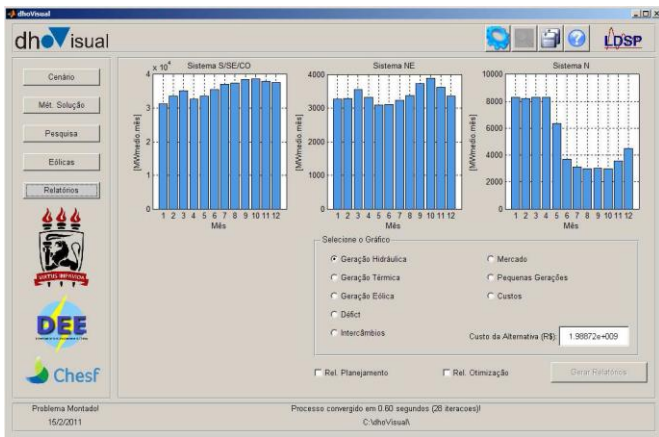 dhoVisual
dhoVisual
LDSP
Cenário
Mét. Solução
Pesquisa
Eólicas
Relatórios
VIRTUS IMPAVIDA
DEE
Chesf
x 10⁴
Sistema S/SE/CO
4
3
2
1
0
[MWmedio.mês]
1 2 3 4 5 6 7 8 9 10 11 12
Mês
Sistema NE
4000
3000
2000
1000
0
[MWmedio.mês]
1 2 3 4 5 6 7 8 9 10 11 12
Mês
Sistema N
10000
8000
6000
4000
2000
0
[MWmedio.mês]
1 2 3 4 5 6 7 8 9 10 11 12
Mês
Selecione o Gráfico
Geração Hidráulica
Geração Térmica
Geração Eólica
Défict
Intercâmbios
Mercado
Pequenas Gerações
Custos
Custo da Alternativa (R$): 1.98872e+009
Rel. Planejamento
Rel. Otimização
Gerar Relatórios
Problema Montado!
15/2/2011
Processo convergido em 0.60 segundos (28 iteracoes)!
C:\dhoVisual\